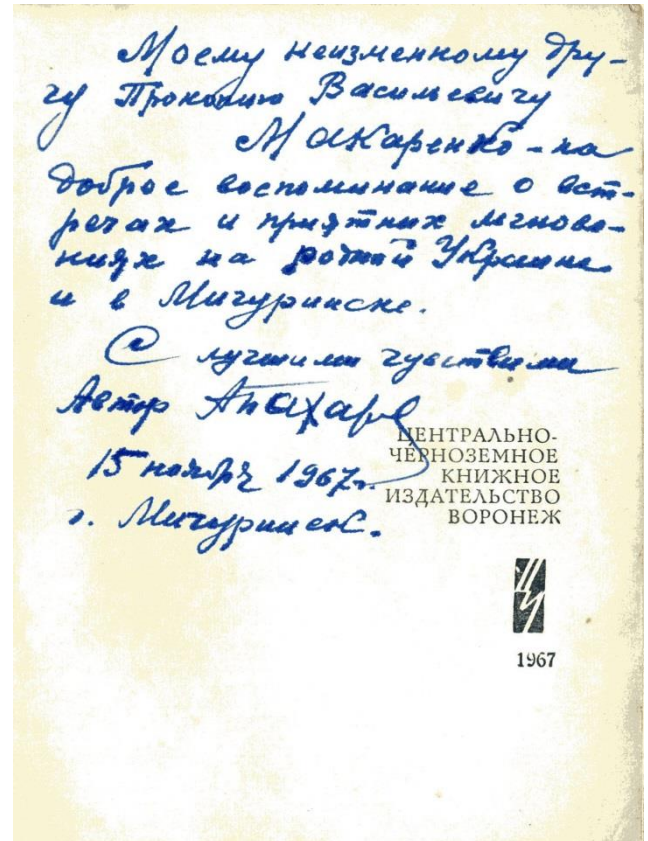 Моему неизменному дру-
гу Прокопию Васильевичу
Макаренко - на
доброе воспоминание о вст-
речах и приятных мгнове-
ниях на родной Украине
и в Мичуринске.
С лучшими чувствами
Автор
15 ноября 1967 г.
г. Мичуринск.
ЦЕНТРАЛЬНО-
ЧЕРНОЗЕМНОЕ
КНИЖНОЕ
ИЗДАТЕЛЬСТВО
ВОРОНЕЖ
1967